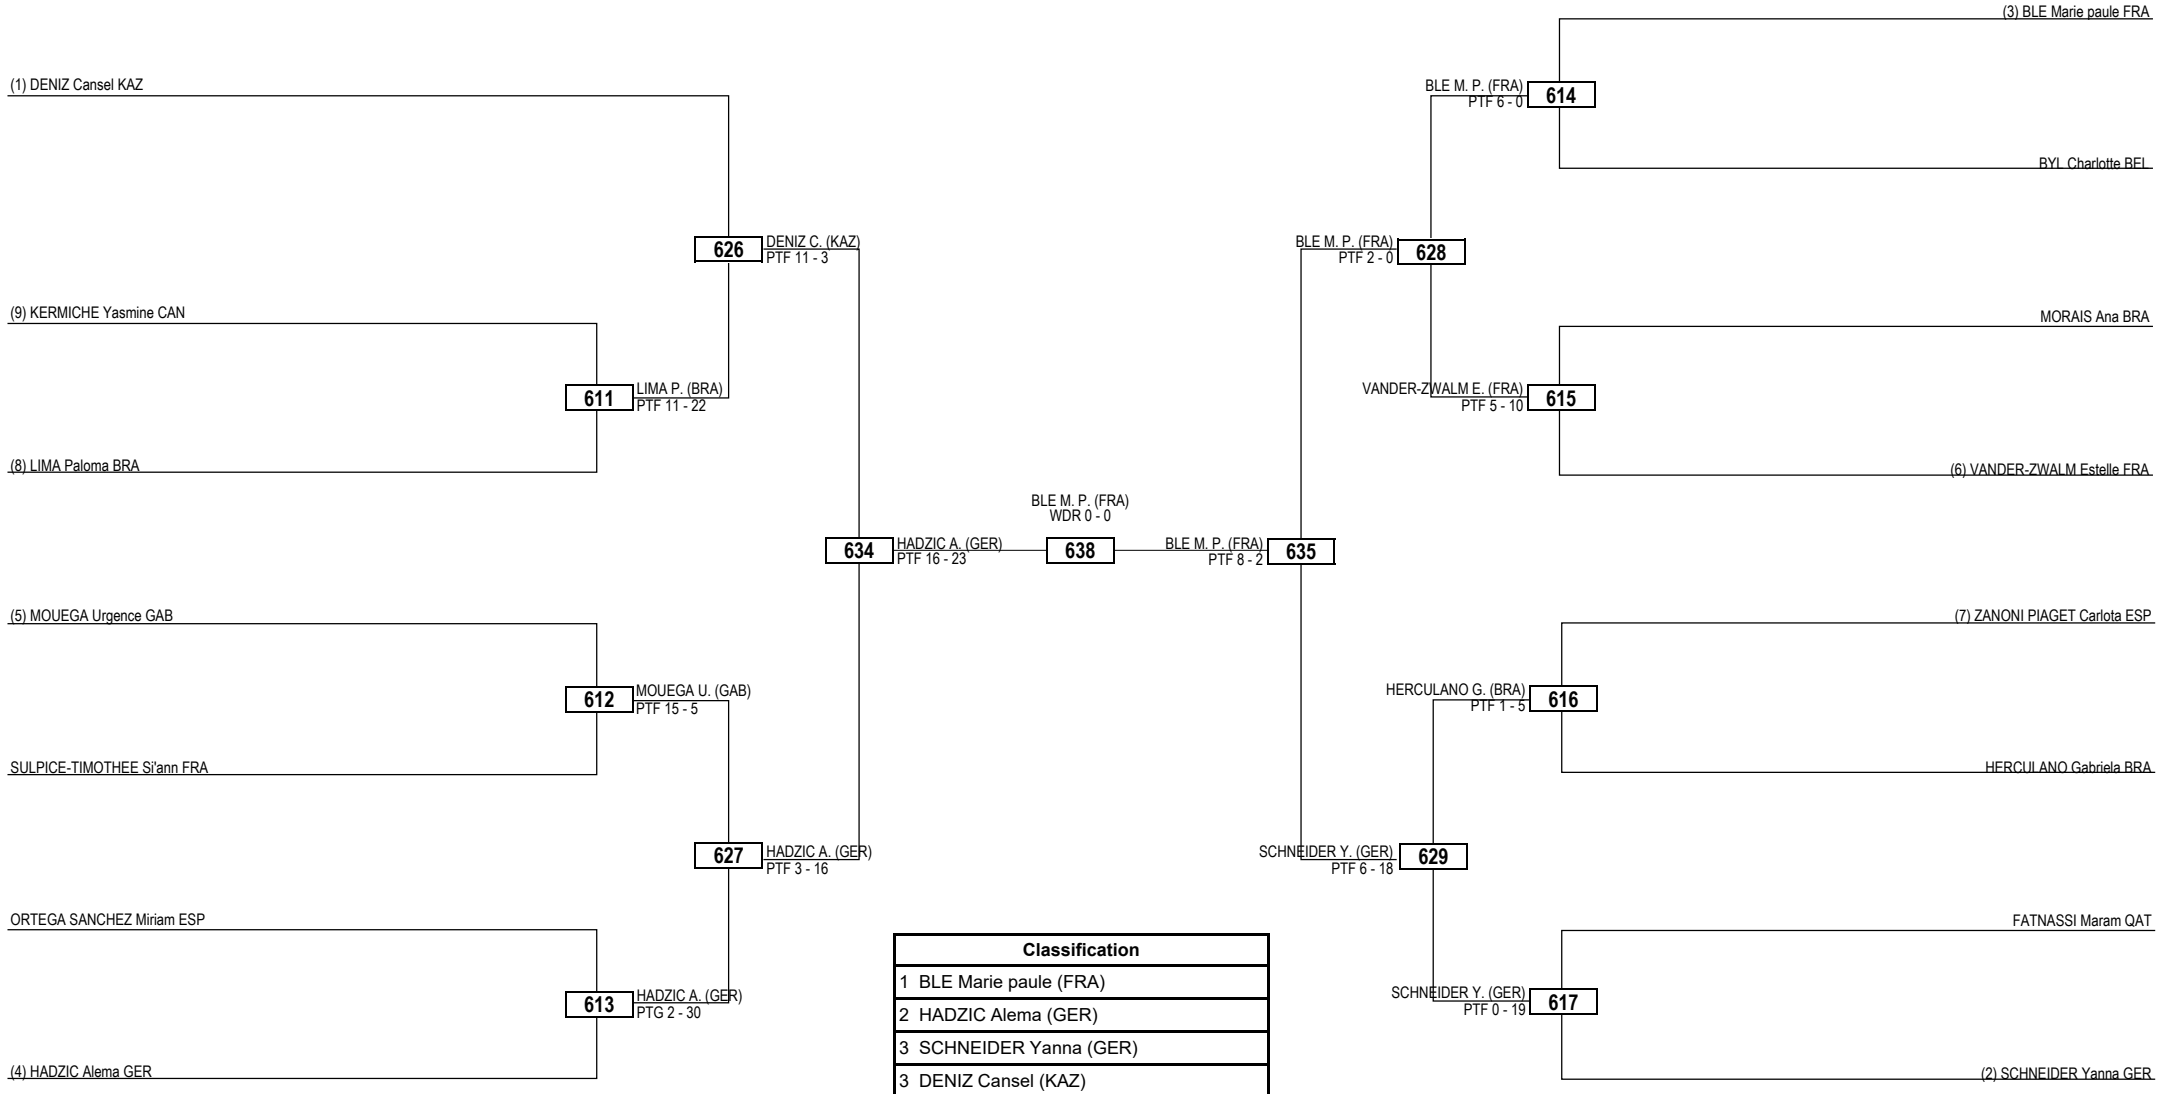 (3) BLE Marie paule FRA
(1) DENIZ Cansel KAZ
BLE M. P. (FRA)
PTF 6 - 0
614
BYL Charlotte BEL
626
DENIZ C. (KAZ)
PTF 11 - 3
BLE M. P. (FRA)
PTF 2 - 0
628
(9) KERMICHE Yasmine CAN
MORAIS Ana BRA
611
LIMA P. (BRA)
PTF 11 - 22
VANDER-ZWALM E. (FRA)
PTF 5 - 10
615
(8) LIMA Paloma BRA
(6) VANDER-ZWALM Estelle FRA
BLE M. P. (FRA)
WDR 0 - 0
634
HADZIC A. (GER)
PTF 16 - 23
638
BLE M. P. (FRA)
PTF 8 - 2
635
(5) MOUEGA Urgence GAB
(7) ZANONI PIAGET Carlota ESP
612
MOUEGA U. (GAB)
PTF 15 - 5
HERCULANO G. (BRA)
PTF 1 - 5
616
SULPICE-TIMOTHEE Si'ann FRA
HERCULANO Gabriela BRA
627
HADZIC A. (GER)
PTF 3 - 16
SCHNEIDER Y. (GER)
PTF 6 - 18
629
ORTEGA SANCHEZ Miriam ESP
FATNASSI Maram QAT
613
HADZIC A. (GER)
PTG 2 - 30
SCHNEIDER Y. (GER)
PTF 0 - 19
617
(4) HADZIC Alema GER
(2) SCHNEIDER Yanna GER
Classification
1 BLE Marie paule (FRA)
2 HADZIC Alema (GER)
3 SCHNEIDER Yanna (GER)
3 DENIZ Cansel (KAZ)